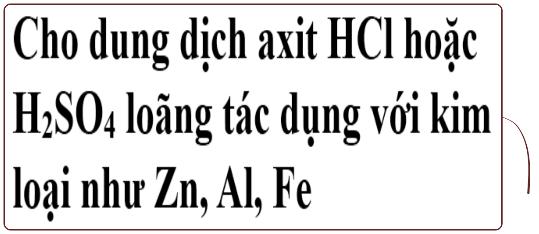 Cho dung dịch axit HCl hoặc
H₂SO₄ loãng tác dụng với kim
loại như Zn, Al, Fe